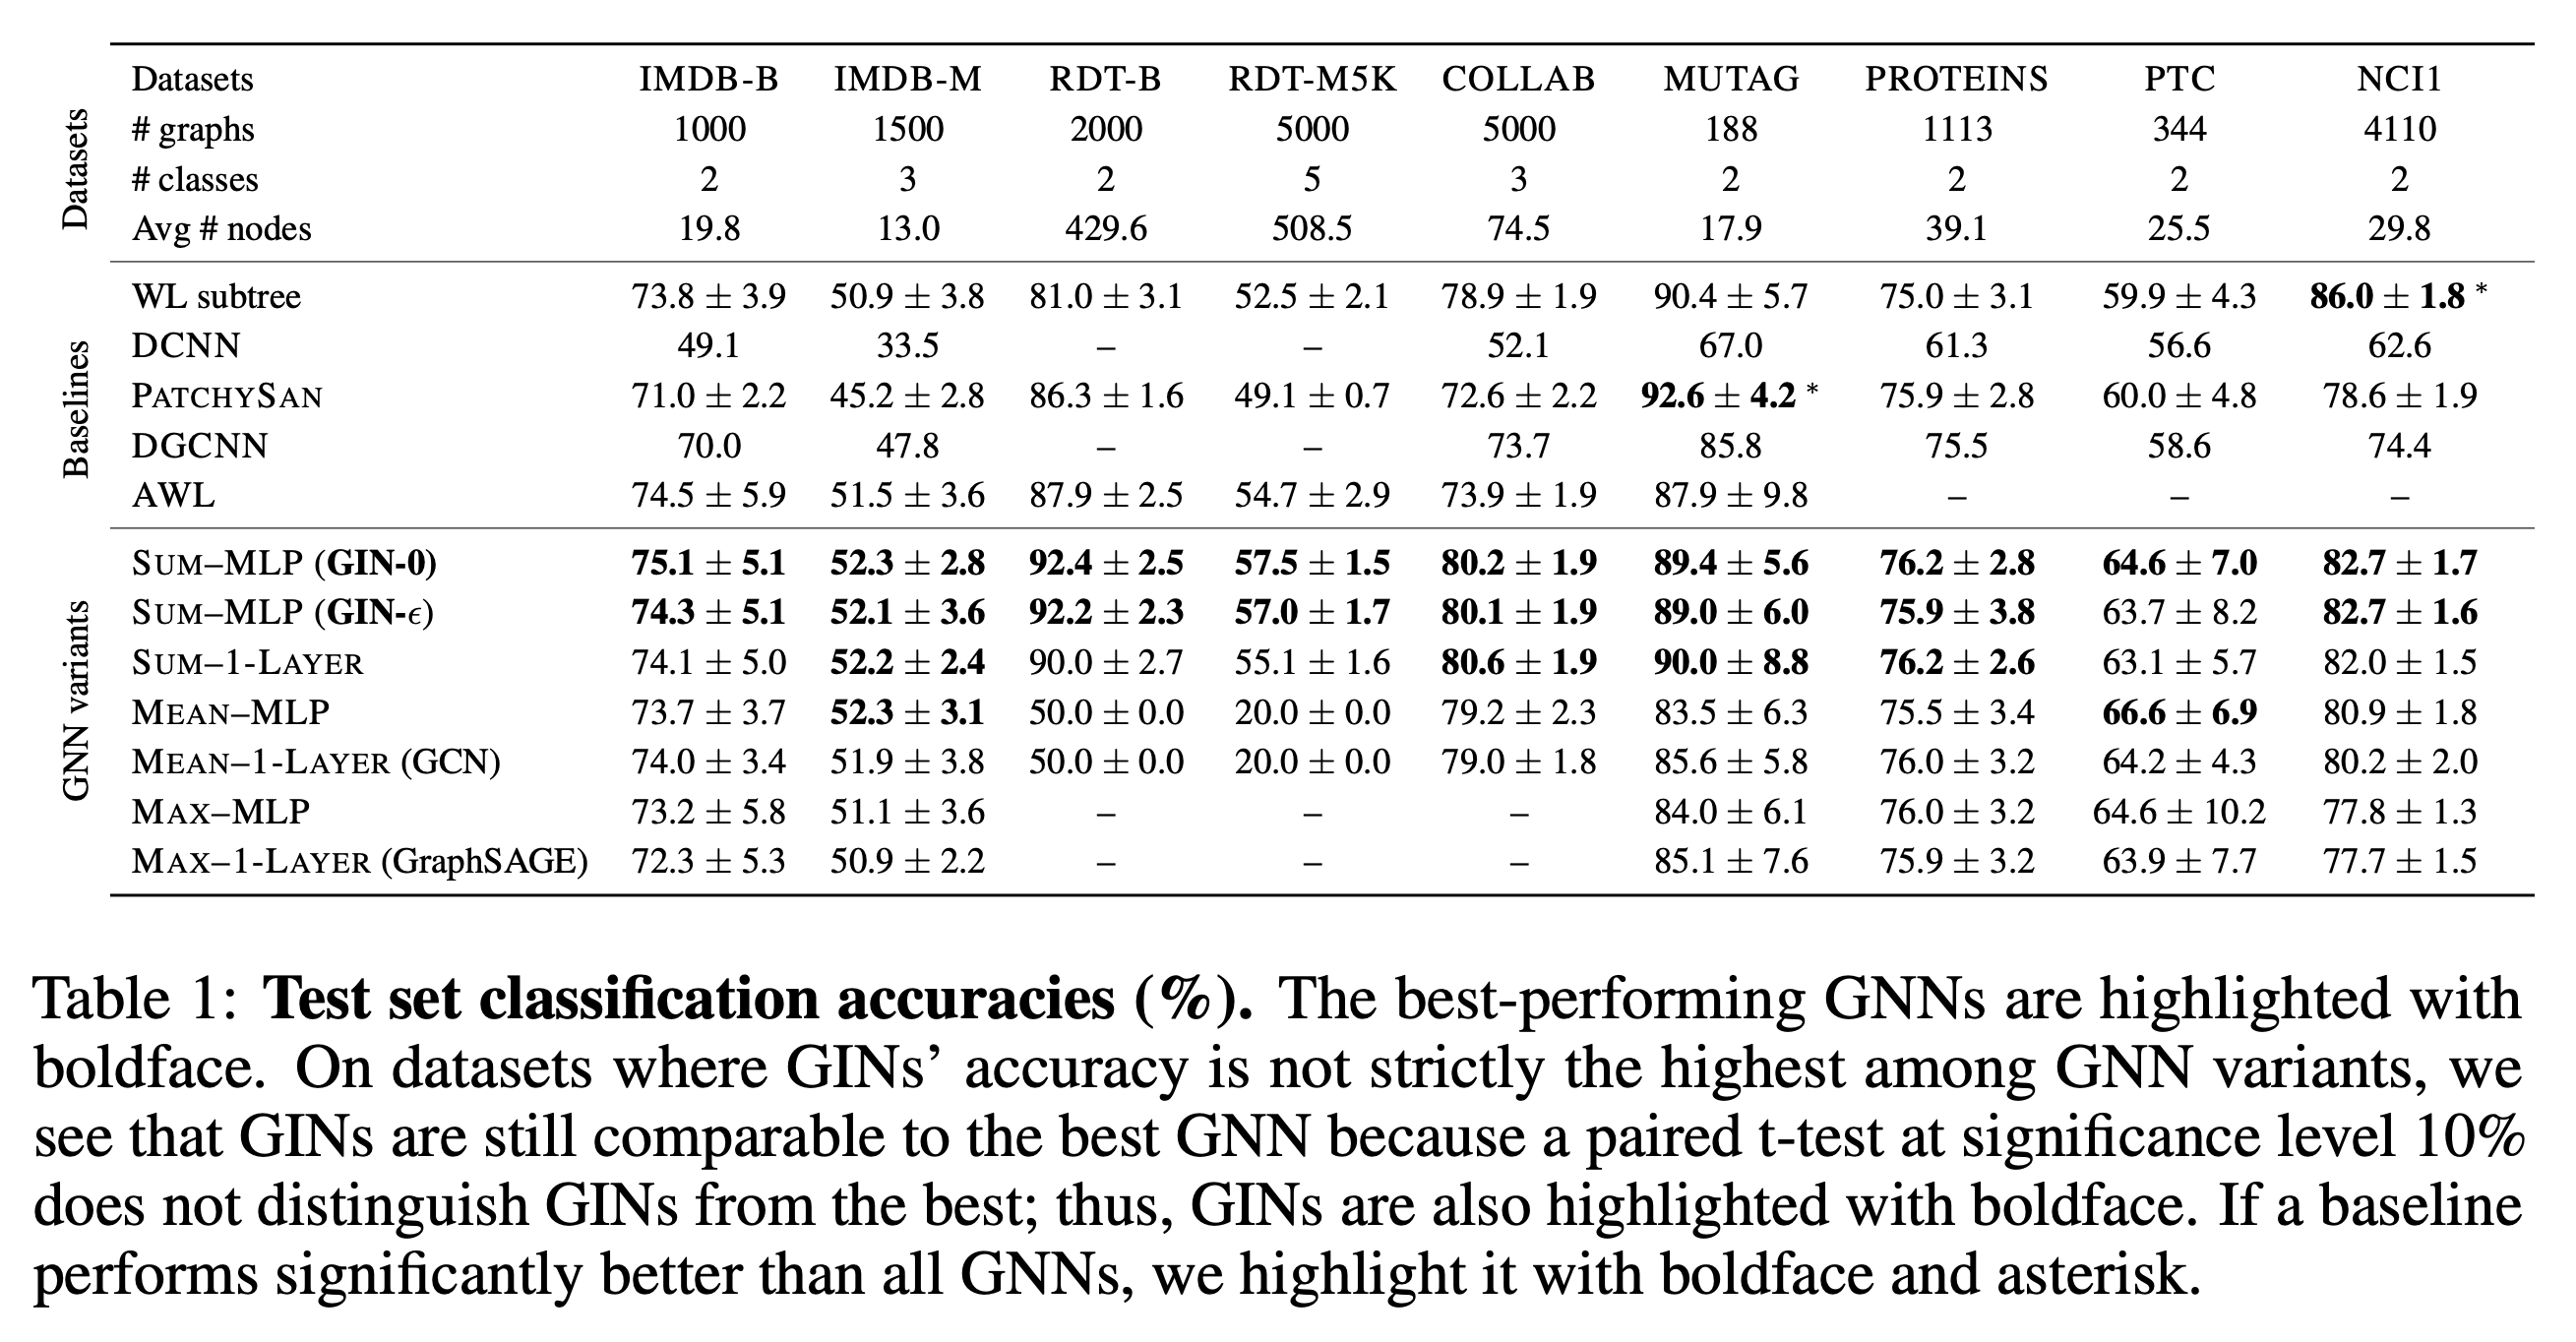 Datasets
Datasets IMDB-B IMDB-M RDT-B RDT-M5K COLLAB MUTAG PROTEINS PTC NCI1
# graphs 1000 1500 2000 5000 5000 188 1113 344 4110
# classes 2 3 2 5 3 2 2 2 2
Avg # nodes 19.8 13.0 429.6 508.5 74.5 17.9 39.1 25.5 29.8
Baselines
WL subtree 73.8 ± 3.9 50.9 ± 3.8 81.0 ± 3.1 52.5 ± 2.1 78.9 ± 1.9 90.4 ± 5.7 75.0 ± 3.1 59.9 ± 4.3 86.0 ± 1.8 *
DCNN 49.1 33.5 – – 52.1 67.0 61.3 56.6 62.6
PATCHYSAN 71.0 ± 2.2 45.2 ± 2.8 86.3 ± 1.6 49.1 ± 0.7 72.6 ± 2.2 92.6 ± 4.2 * 75.9 ± 2.8 60.0 ± 4.8 78.6 ± 1.9
DGCNN 70.0 47.8 – – 73.7 85.8 75.5 58.6 74.4
AWL 74.5 ± 5.9 51.5 ± 3.6 87.9 ± 2.5 54.7 ± 2.9 73.9 ± 1.9 87.9 ± 9.8 – – –
GNN variants
SUM–MLP (GIN-0) 75.1 ± 5.1 52.3 ± 2.8 92.4 ± 2.5 57.5 ± 1.5 80.2 ± 1.9 89.4 ± 5.6 76.2 ± 2.8 64.6 ± 7.0 82.7 ± 1.7
SUM–MLP (GIN-ϵ) 74.3 ± 5.1 52.1 ± 3.6 92.2 ± 2.3 57.0 ± 1.7 80.1 ± 1.9 89.0 ± 6.0 75.9 ± 3.8 63.7 ± 8.2 82.7 ± 1.6
SUM–1-LAYER 74.1 ± 5.0 52.2 ± 2.4 90.0 ± 2.7 55.1 ± 1.6 80.6 ± 1.9 90.0 ± 8.8 76.2 ± 2.6 63.1 ± 5.7 82.0 ± 1.5
MEAN–MLP 73.7 ± 3.7 52.3 ± 3.1 50.0 ± 0.0 20.0 ± 0.0 79.2 ± 2.3 83.5 ± 6.3 75.5 ± 3.4 66.6 ± 6.9 80.9 ± 1.8
MEAN–1-LAYER (GCN) 74.0 ± 3.4 51.9 ± 3.8 50.0 ± 0.0 20.0 ± 0.0 79.0 ± 1.8 85.6 ± 5.8 76.0 ± 3.2 64.2 ± 4.3 80.2 ± 2.0
MAX–MLP 73.2 ± 5.8 51.1 ± 3.6 – – – 84.0 ± 6.1 76.0 ± 3.2 64.6 ± 10.2 77.8 ± 1.3
MAX–1-LAYER (GraphSAGE) 72.3 ± 5.3 50.9 ± 2.2 – – – 85.1 ± 7.6 75.9 ± 3.2 63.9 ± 7.7 77.7 ± 1.5
Table 1: Test set classification accuracies (%). The best-performing GNNs are highlighted with
boldface. On datasets where GINs’ accuracy is not strictly the highest among GNN variants, we
see that GINs are still comparable to the best GNN because a paired t-test at significance level 10%
does not distinguish GINs from the best; thus, GINs are also highlighted with boldface. If a baseline
performs significantly better than all GNNs, we highlight it with boldface and asterisk.